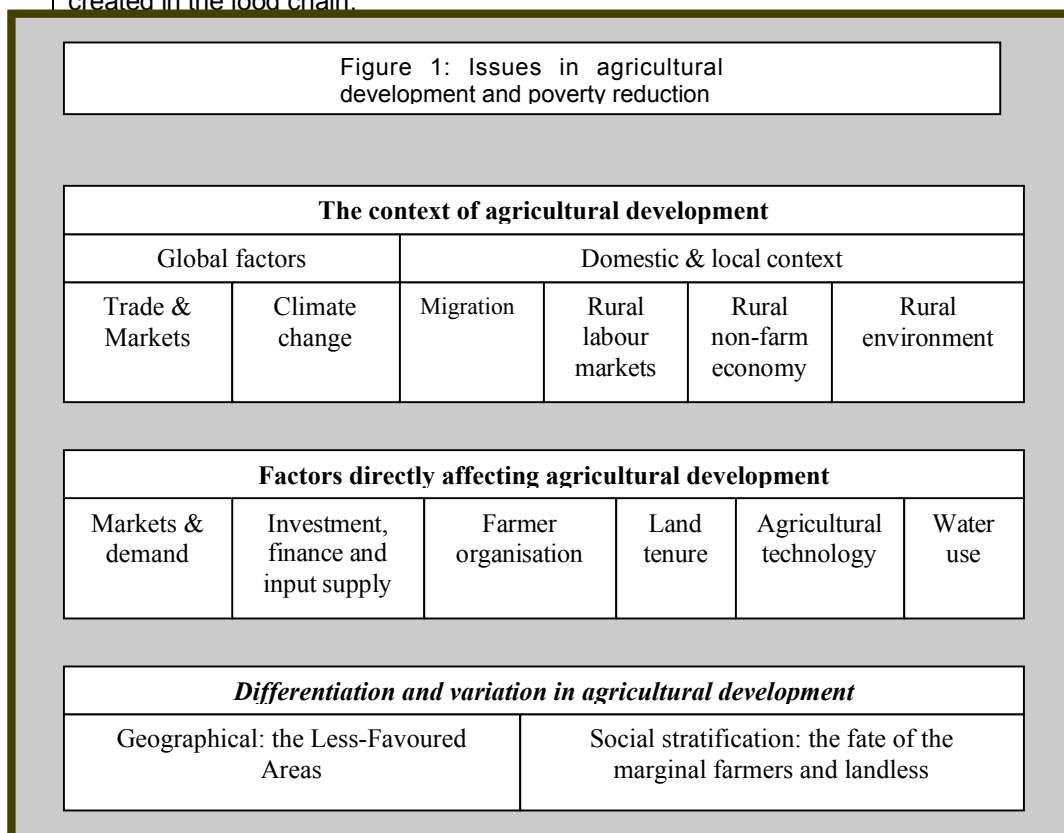 created in the food chain.
Figure 1: Issues in agricultural
development and poverty reduction
The context of agricultural development
Global factors
Domestic & local context
Trade &
Markets
Climate
change
Migration
Rural
labour
markets
Rural
non-farm
economy
Rural
environment
Factors directly affecting agricultural development
Markets &
demand
Investment,
finance and
input supply
Farmer
organisation
Land
tenure
Agricultural
technology
Water
use
Differentiation and variation in agricultural development
Geographical: the Less-Favoured
Areas
Social stratification: the fate of the
marginal farmers and landless